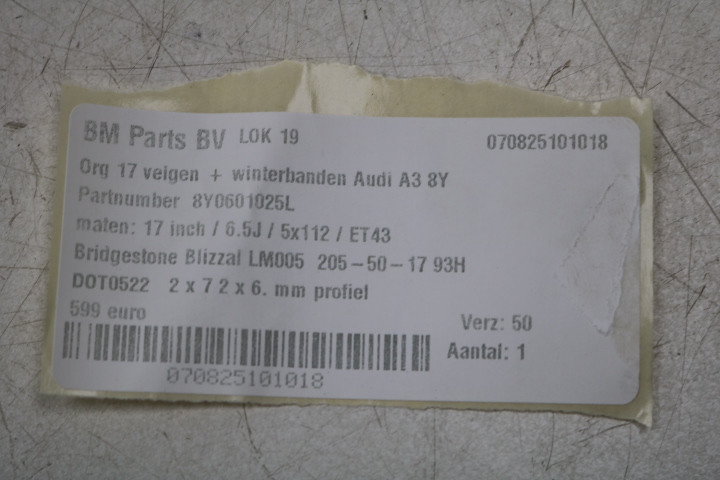 BM Parts BV LOK 19 070825101018
Org 17 velgen + winterbanden Audi A3 8Y
Partnumber 8Y0601025L
maten: 17 inch / 6.5J / 5x112 / ET43
Bridgestone Blizzal LM005 205-50-17 93H
DOT0522 2 x 7 2 x 6. mm profiel
599 euro
Verz: 50
Aantal: 1
070825101018